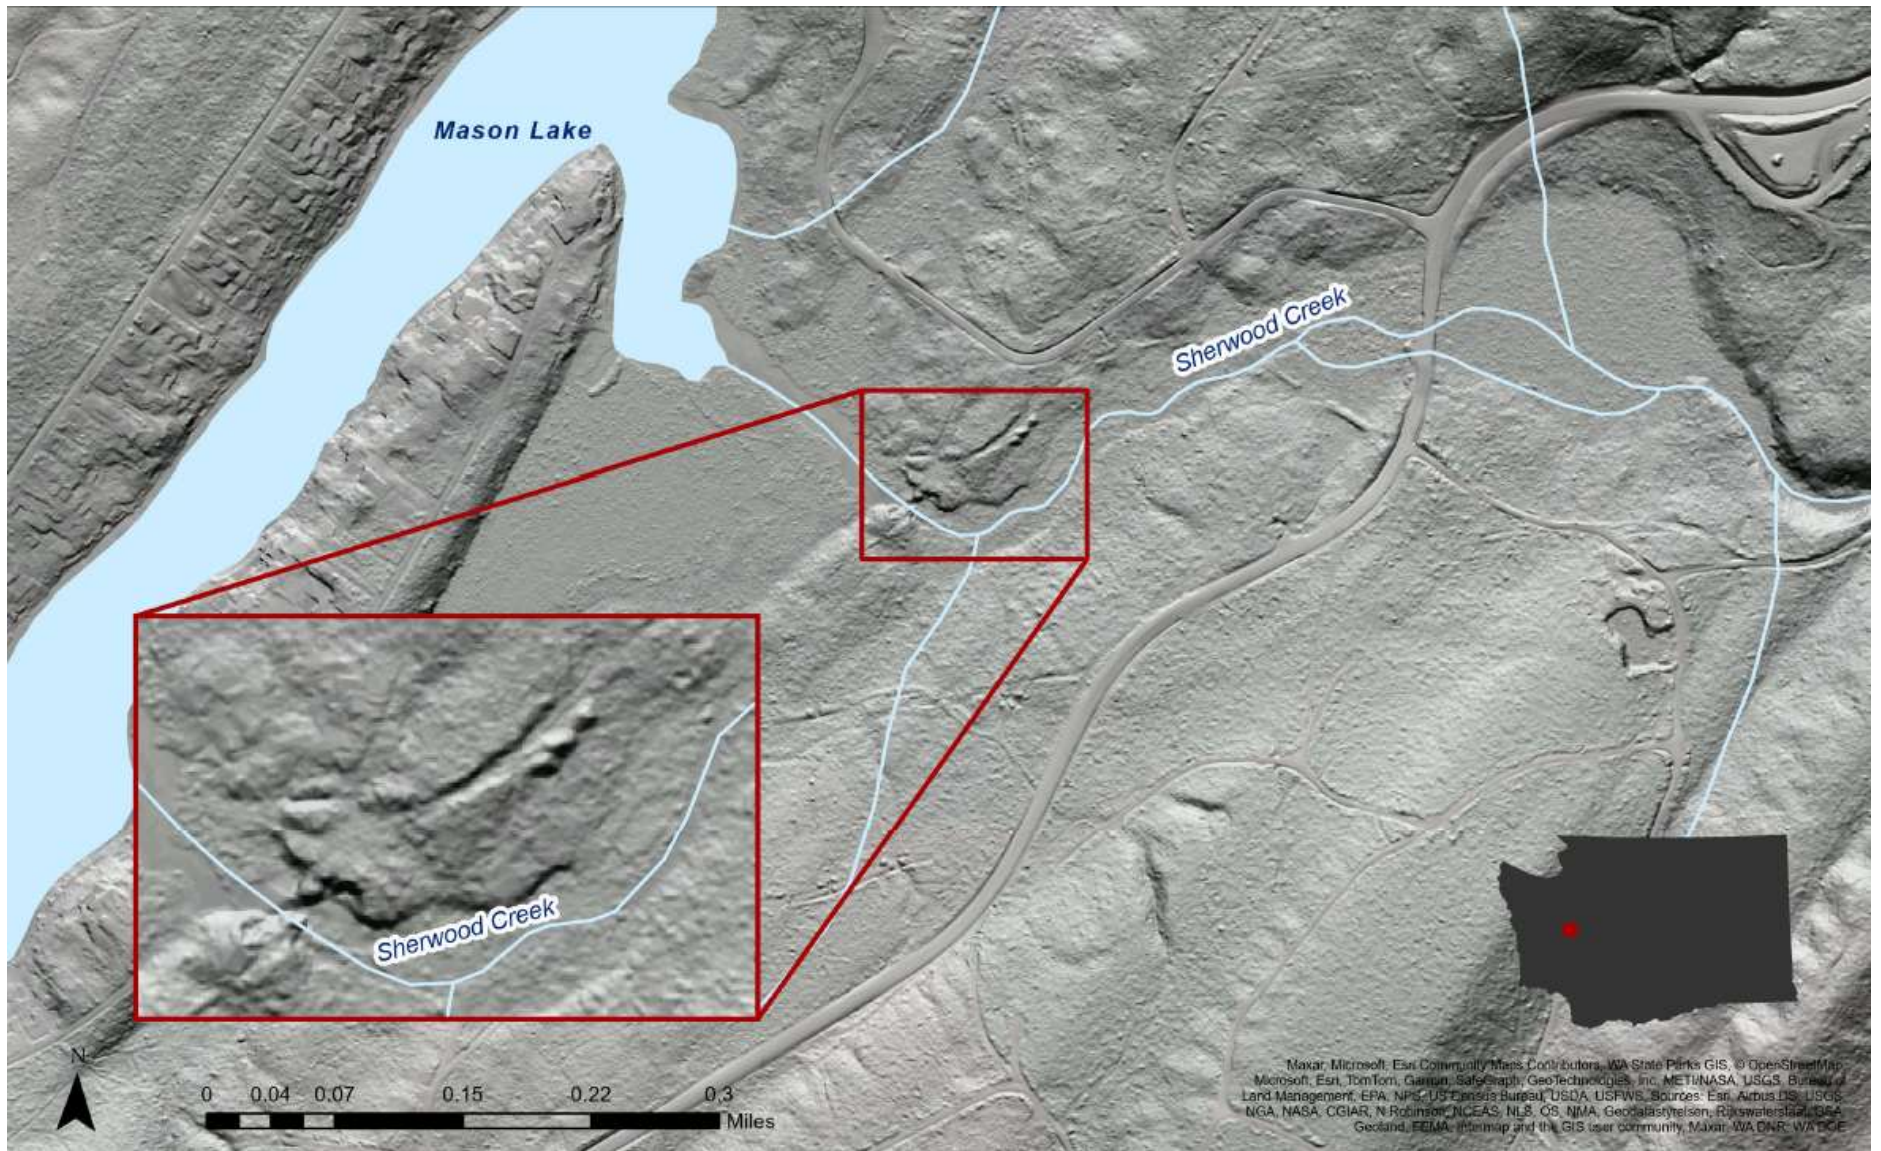 Mason Lake
Sherwood Creek
Sherwood Creek
N
0 0.04 0.07 0.15 0.22 0.3
Miles
Maxar, Microsoft, Esri Community Maps Contributors, WA State Parks GIS, © OpenStreetMap,
Microsoft, Esri, TomTom, Garmin, SafeGraph, GeoTechnologies, Inc, METI/NASA, USGS, Bureau of
Land Management, EPA, NPS, US Census Bureau, USDA, USFWS, Sources: Esri, Airbus DS, USGS,
NGA, NASA, CGIAR, N Robinson, NCEAS, NLS, OS, NMA, Geodatastyrelsen, Rijkswaterstaat, GSA,
Geoland, FEMA, Intermap and the GIS user community, Maxar, WA DNR, WA DOE